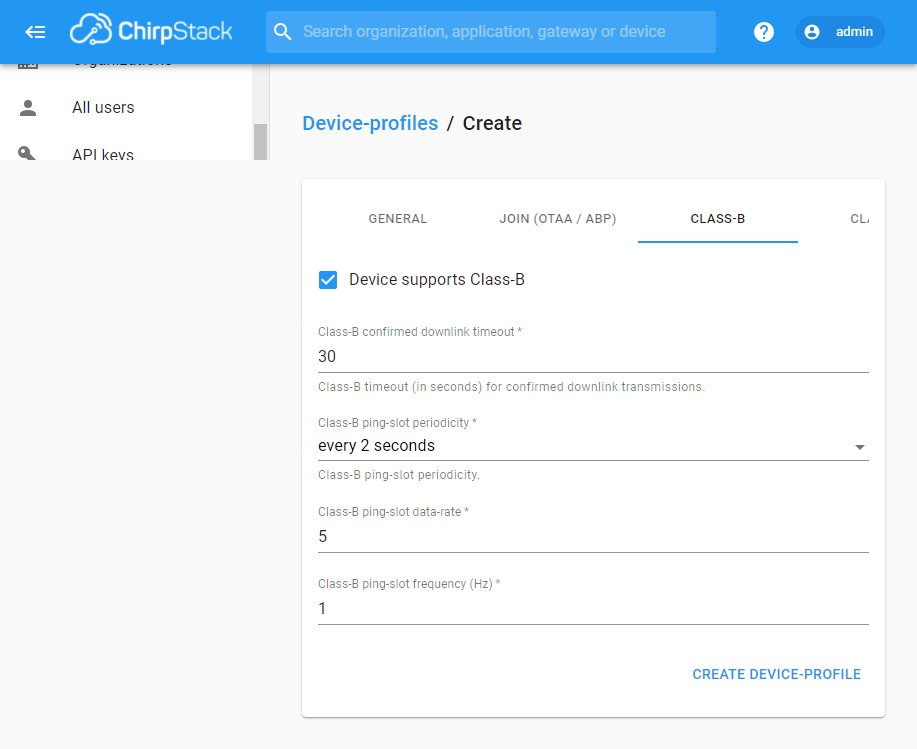 ChirpStack
Search organization, application, gateway or device
?
admin
Organizations
All users
API keys
Device-profiles / Create
GENERAL
JOIN (OTAA / ABP)
CLASS-B
Device supports Class-B
Class-B confirmed downlink timeout *
30
Class-B timeout (in seconds) for confirmed downlink transmissions.
Class-B ping-slot periodicity *
every 2 seconds
Class-B ping-slot periodicity.
Class-B ping-slot data-rate *
5
Class-B ping-slot frequency (Hz) *
1
CREATE DEVICE-PROFILE